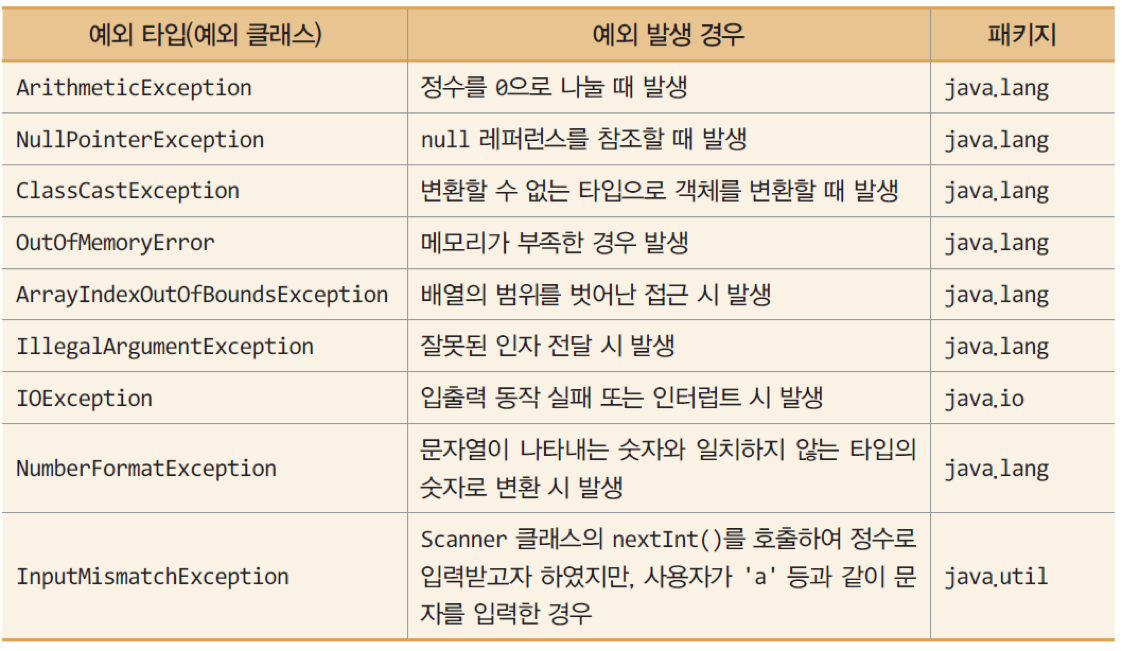 예외 타입(예외 클래스) 예외 발생 경우 패키지
ArithmeticException 정수를 0으로 나눌 때 발생 java.lang
NullPointerException null 레퍼런스를 참조할 때 발생 java.lang
ClassCastException 변환할 수 없는 타입으로 객체를 변환할 때 발생 java.lang
OutOfMemoryError 메모리가 부족한 경우 발생 java.lang
ArrayIndexOutOfBoundsException 배열의 범위를 벗어난 접근 시 발생 java.lang
IllegalArgumentException 잘못된 인자 전달 시 발생 java.lang
IOException 입출력 동작 실패 또는 인터럽트 시 발생 java.io
NumberFormatException 문자열이 나타내는 숫자와 일치하지 않는 타입의
숫자로 변환 시 발생 java.lang
InputMismatchException Scanner 클래스의 nextInt()를 호출하여 정수로
입력받고자 하였지만, 사용자가 'a' 등과 같이 문
자를 입력한 경우 java.util